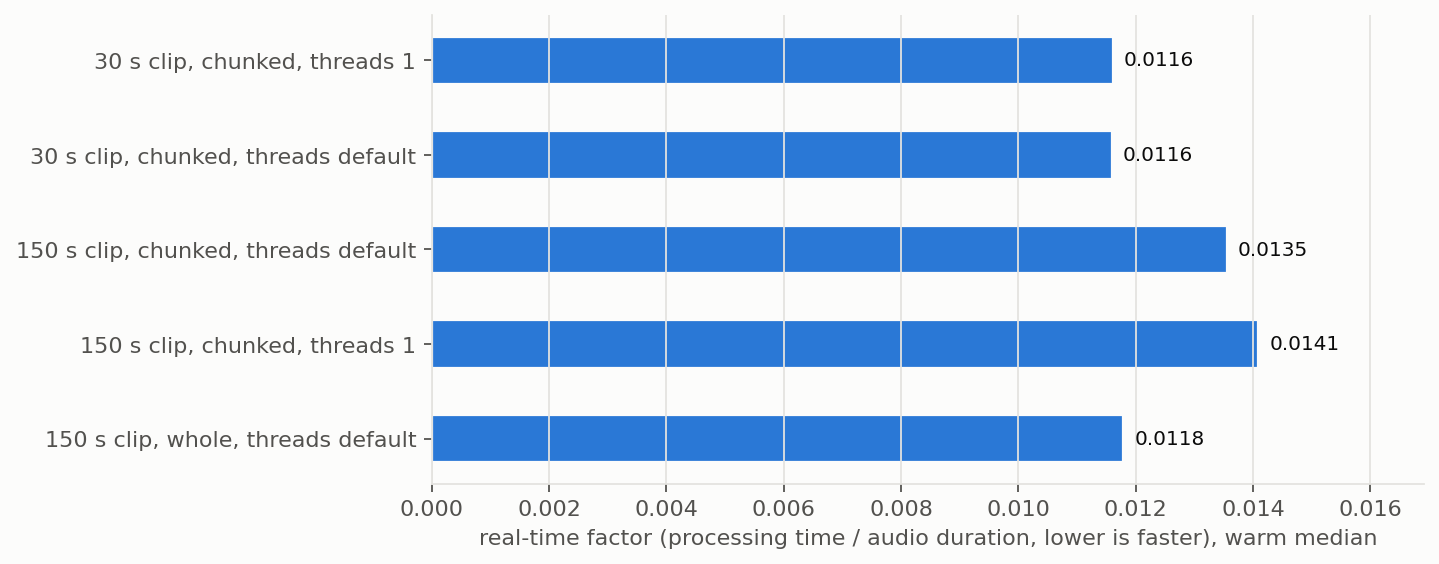 30 s clip, chunked, threads 1
0.0116
30 s clip, chunked, threads default
0.0116
150 s clip, chunked, threads default
0.0135
150 s clip, chunked, threads 1
0.0141
150 s clip, whole, threads default
0.0118
0.000 0.002 0.004 0.006 0.008 0.010 0.012 0.014 0.016
real-time factor (processing time / audio duration, lower is faster), warm median